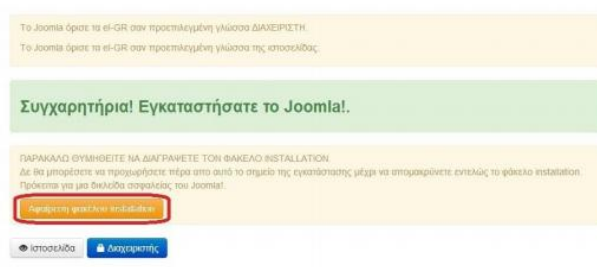 Το Joomla όρισε τα el-GR σαν προεπιλεγμένη γλώσσα ΔΙΑΧΕΙΡΙΣΤΗ.
Το Joomla όρισε τα el-GR σαν προεπιλεγμένη γλώσσα της ιστοσελίδας.
Συγχαρητήρια! Εγκαταστήσατε το Joomla!.
ΠΑΡΑΚΑΛΩ ΘΥΜΗΘΕΙΤΕ ΝΑ ΔΙΑΓΡΑΨΕΤΕ ΤΟΝ ΦΑΚΕΛΟ INSTALLATION.
Δε θα μπορέσετε να προχωρήσετε πέρα απο αυτό το σημείο της εγκατάστασης μέχρι να απομακρύνετε εντελώς το φάκελο installation.
Πρόκειται για μια δικλείδα ασφαλείας του Joomla!.
Αφαίρεση φακέλου installation
Ιστοσελίδα Διαχειριστής